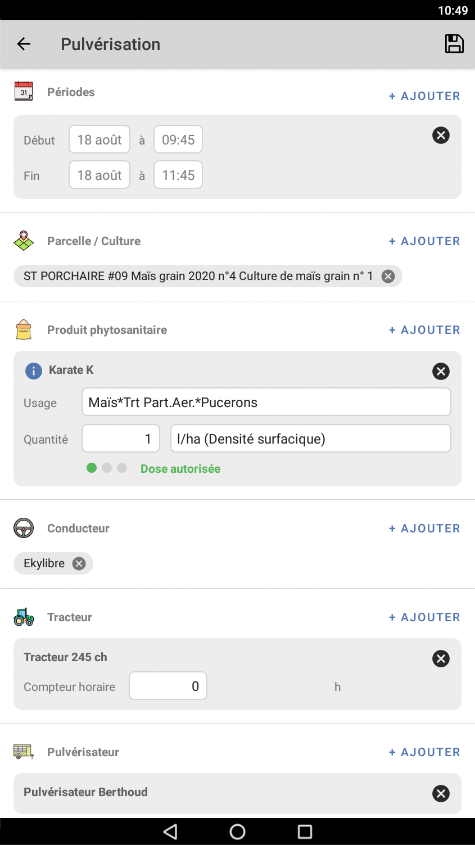 10:49
Pulvérisation
31
Périodes
+ AJOUTER
Début 18 août à 09:45
Fin 18 août à 11:45
Parcelle / Culture
+ AJOUTER
ST PORCHAIRE #09 Maïs grain 2020 n°4 Culture de maïs grain n° 1
Produit phytosanitaire
+ AJOUTER
i Karate K
Usage Maïs*Trt Part.Aer.*Pucerons
Quantité 1 l/ha (Densité surfacique)
Dose autorisée
Conducteur
+ AJOUTER
Ekylibre
Tracteur
+ AJOUTER
Tracteur 245 ch
Compteur horaire 0 h
Pulvérisateur
+ AJOUTER
Pulvérisateur Berthoud